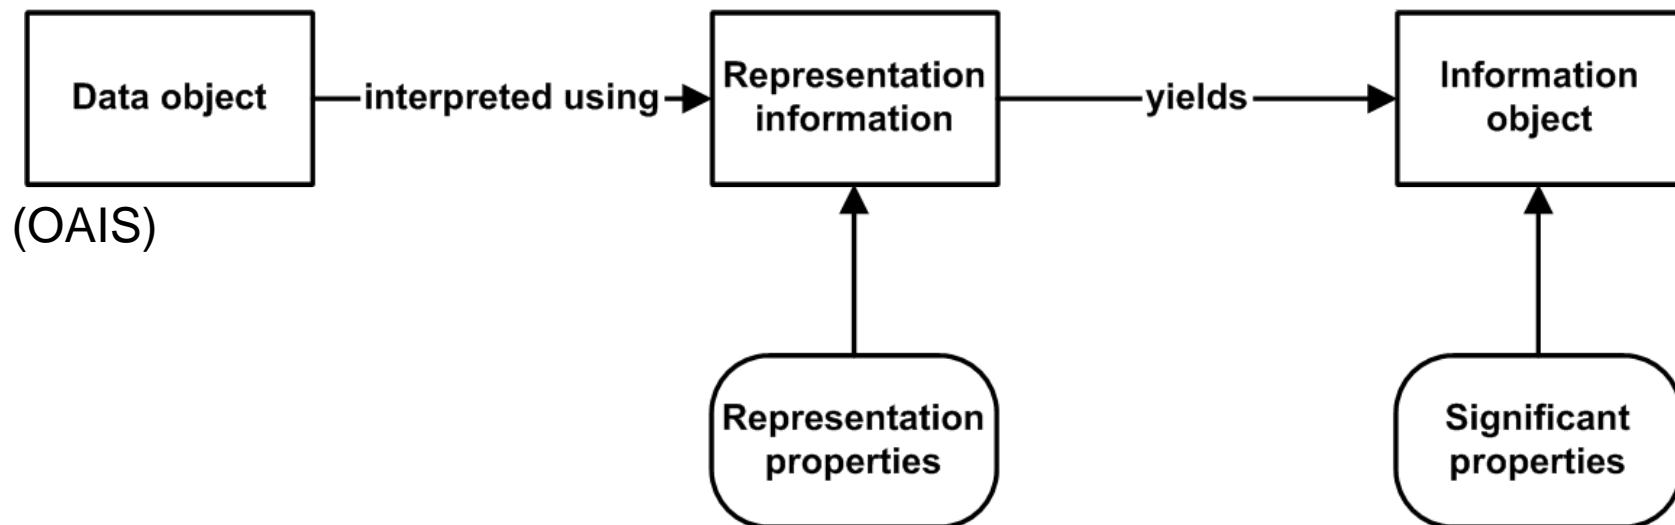 Data object
interpreted using
Representation
information
yields
Information
object
(OAIS)
Representation
properties
Significant
properties